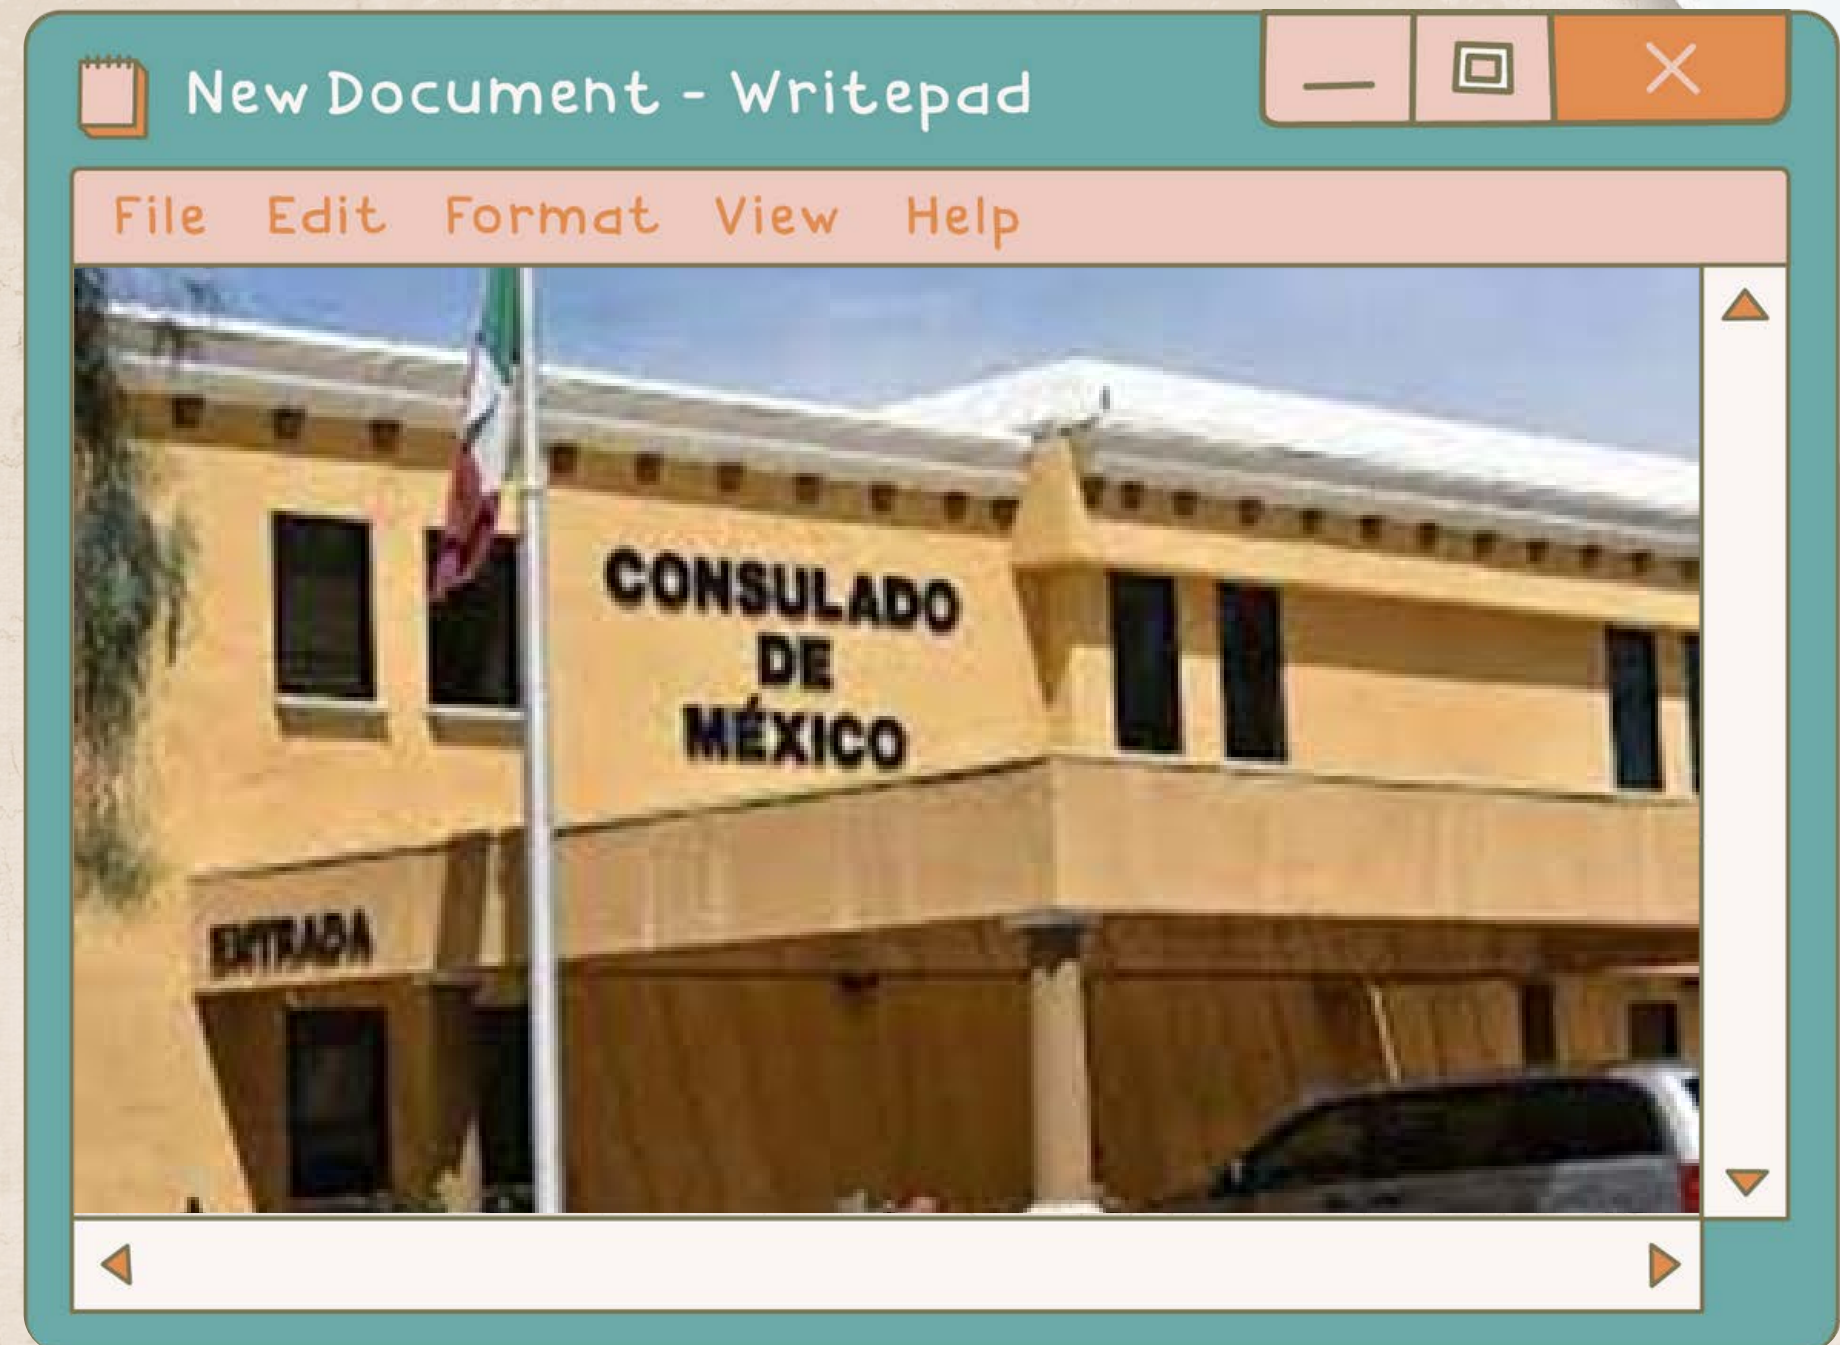 New Document - Writepad
File Edit Format View Help
CONSULADO
DE
MÉXICO
ENTRADA